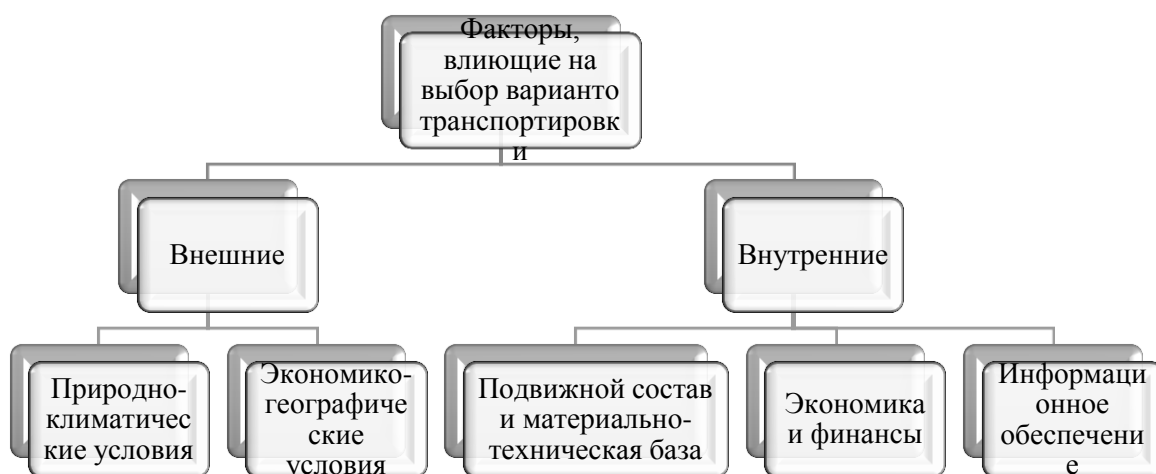 Факторы,
влиющие на
выбор варианто
транспортировк
и
Внешние
Внутренние
Природно-
климатичес
кие условия
Экономико-
географиче
ские
условия
Подвижной состав
и материально-
техническая база
Экономика
и финансы
Информаци
онное
обеспечени
е